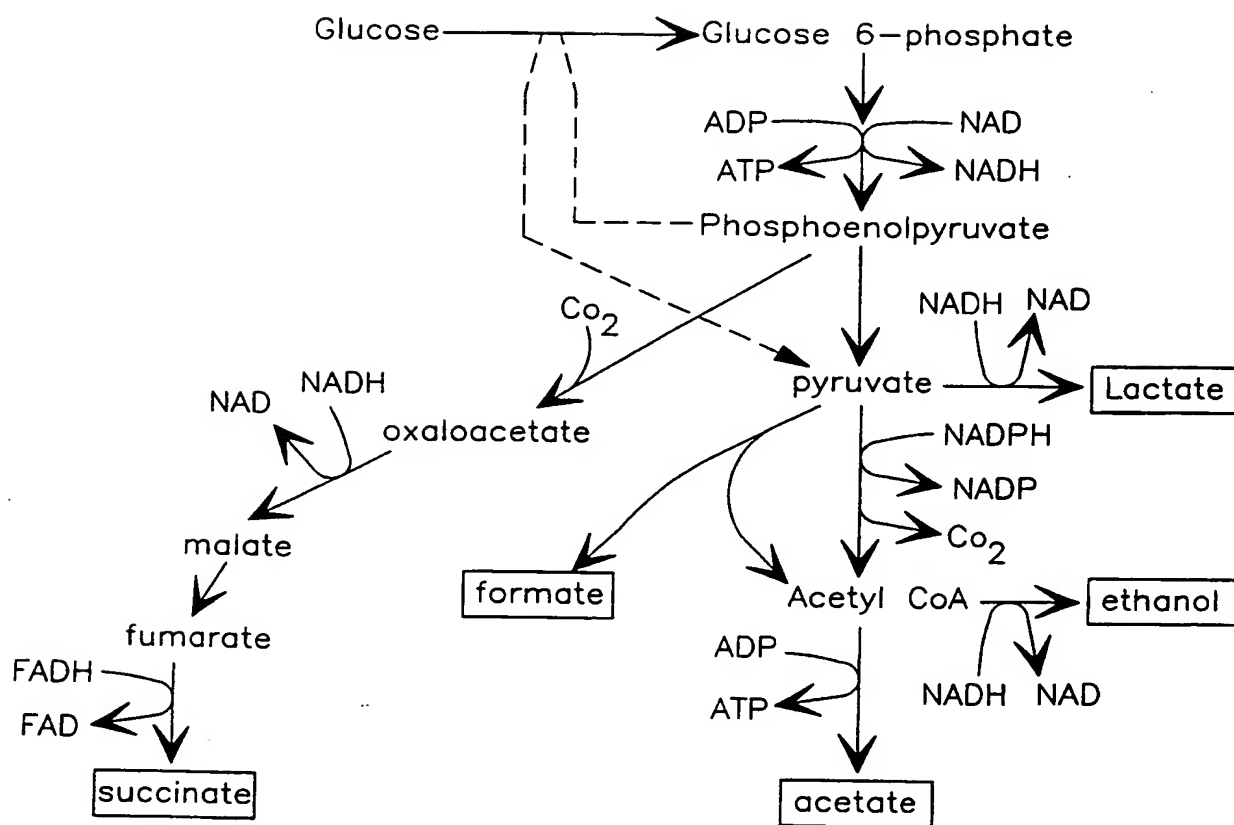 Glucose
Glucose 6-phosphate
ADP
NAD
ATP
NADH
Phosphoenolpyruvate
Co2
NADH
NAD
pyruvate
Lactate
NADH
NAD
oxaloacetate
NADPH
NADP
Co2
malate
formate
Acetyl CoA
ethanol
fumarate
FADH
FAD
ADP
ATP
NADH
NAD
succinate
acetate